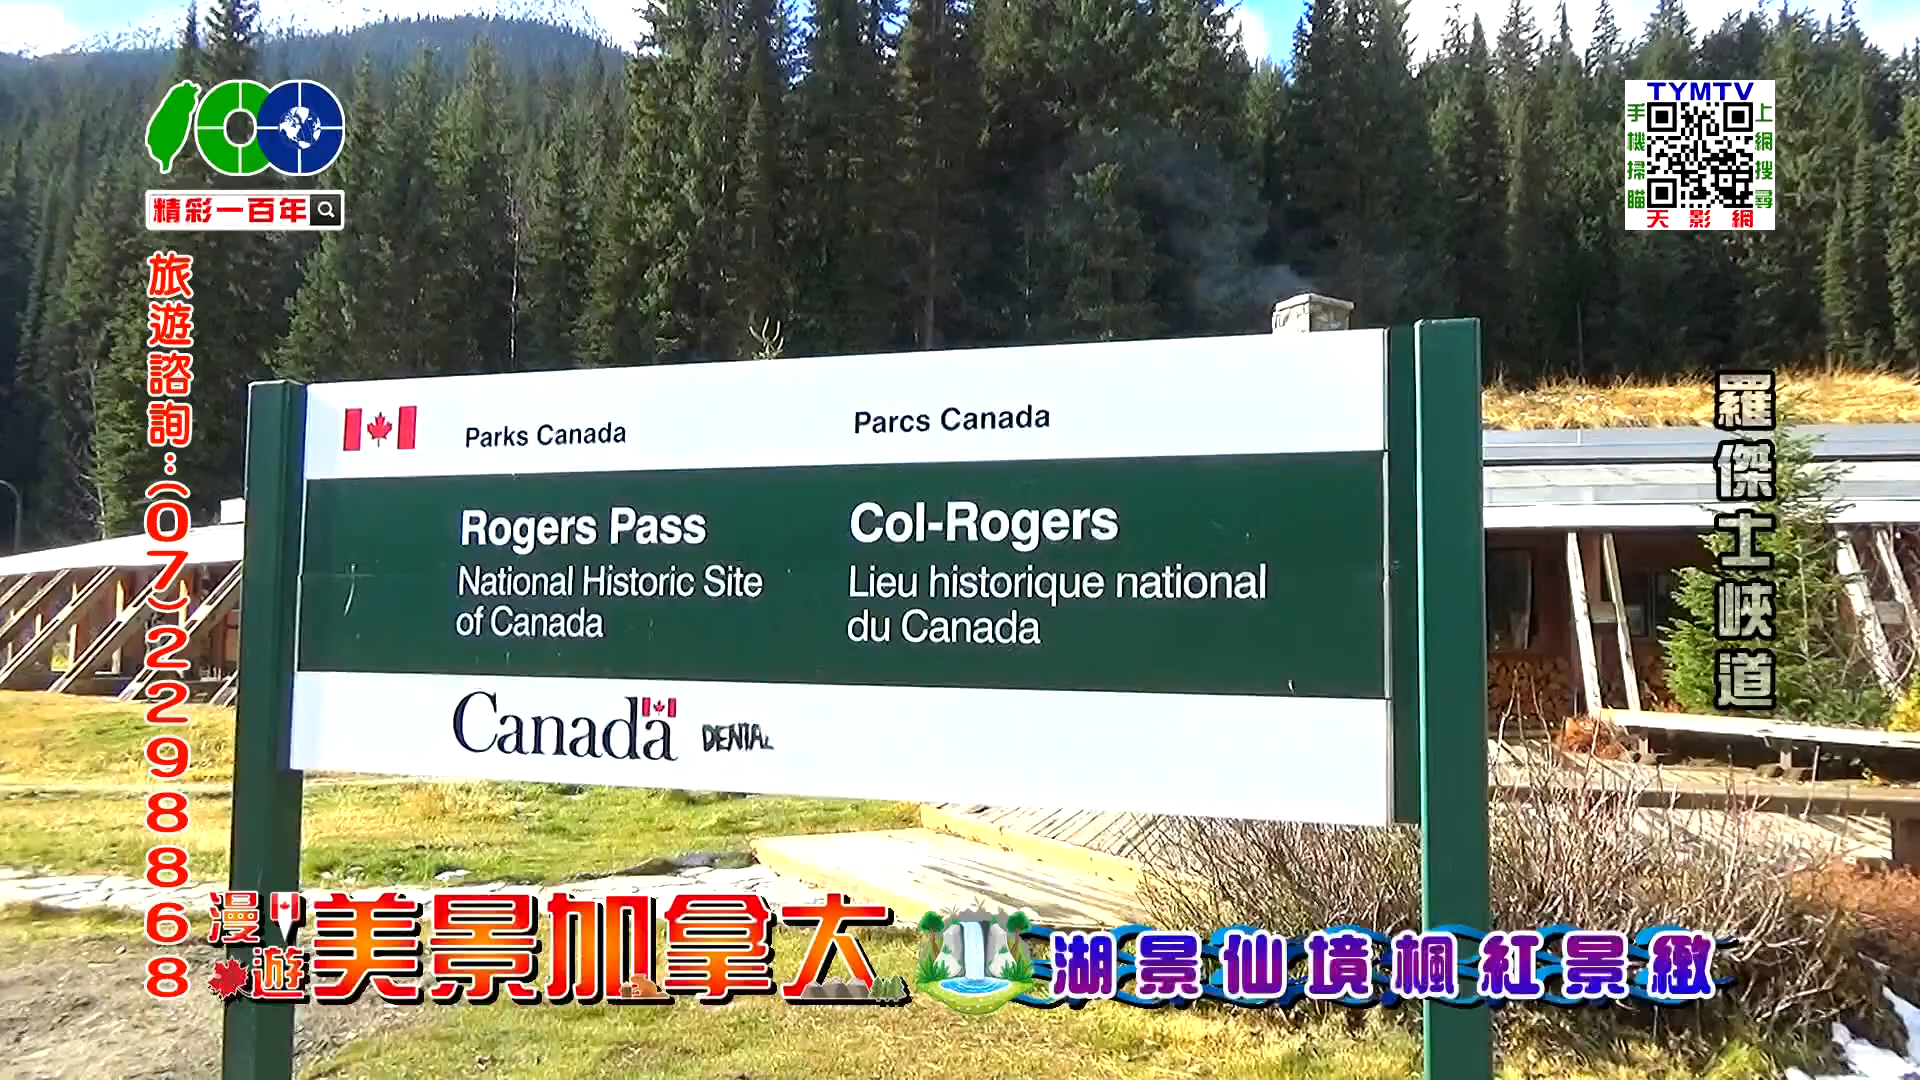 TYMTV
手機掃瞄
上網搜尋
天影網
100
精彩一百年
旅遊諮詢:(07)2298868
羅傑士峽道
Parks Canada
Parcs Canada
Rogers Pass
National Historic Site
of Canada
Col-Rogers
Lieu historique national
du Canada
Canada
DENTAL
漫遊美景加拿大
湖景仙境楓紅景緻